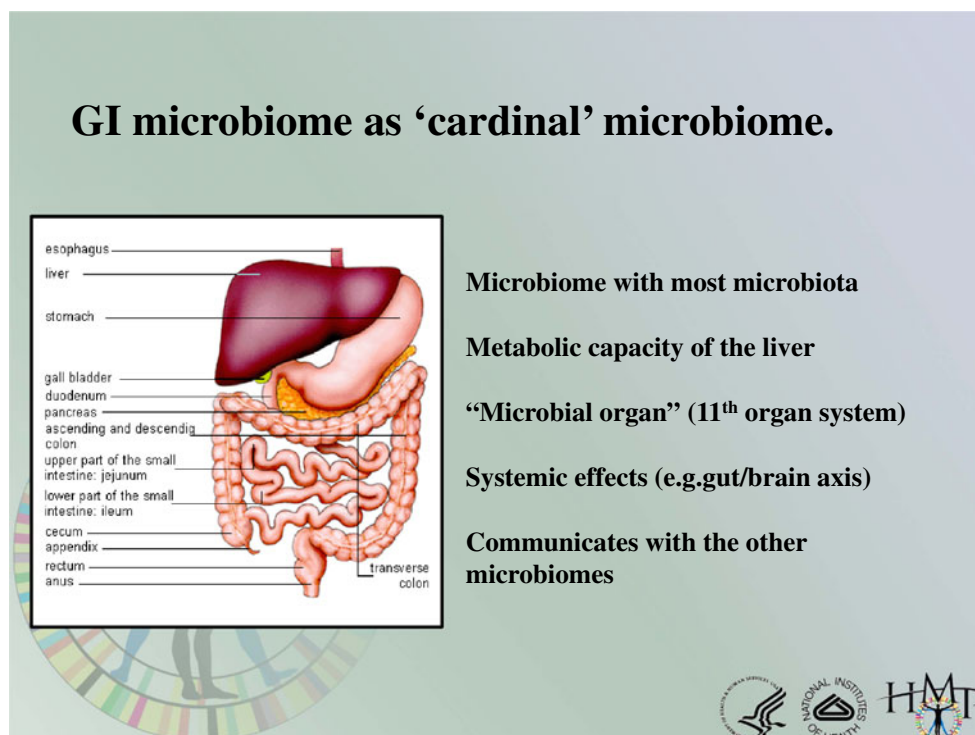 GI microbiome as ‘cardinal’ microbiome.
esophagus
liver
stomach
gall bladder
duodenum
pancreas
ascending and descendig
colon
upper part of the small
intestine: jejunum
lower part of the small
intestine: ileum
cecum
appendix
rectum
anus
transverse
colon
Microbiome with most microbiota
Metabolic capacity of the liver
“Microbial organ” (11th organ system)
Systemic effects (e.g.gut/brain axis)
Communicates with the other
microbiomes
NATIONAL INSTITUTES
OF HEALTH
HM